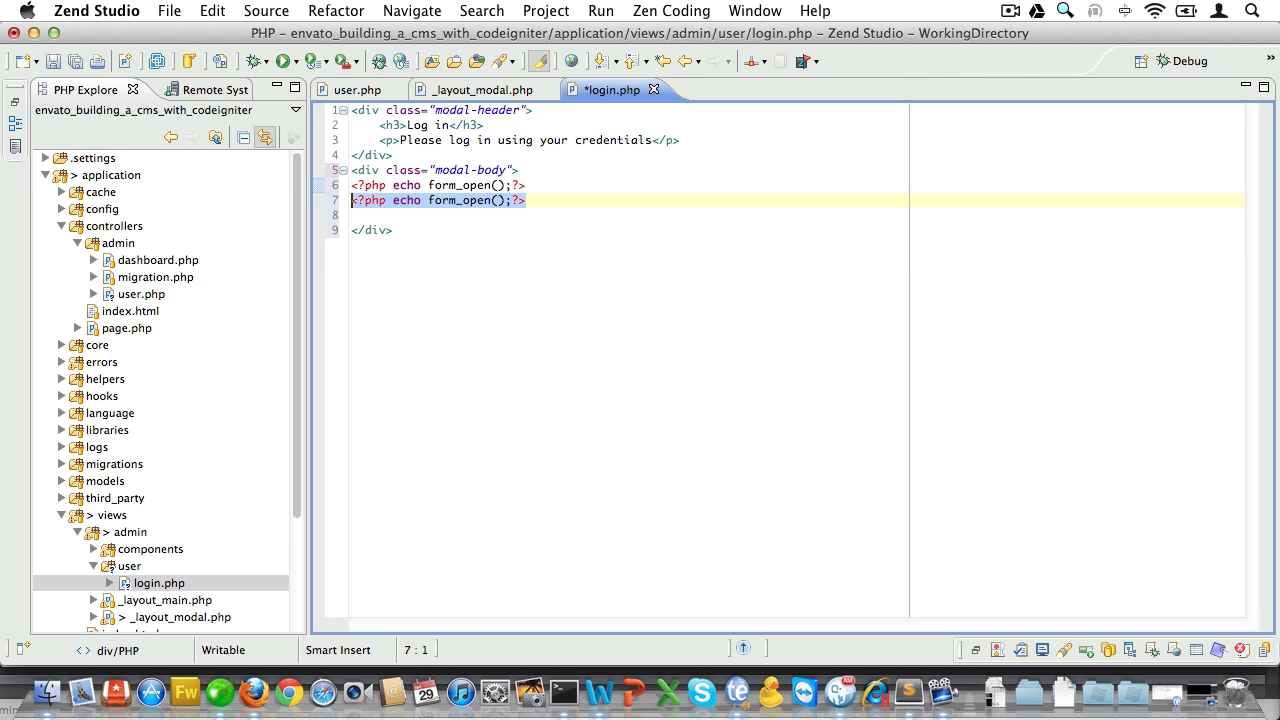 Zend Studio File Edit Source Refactor Navigate Search Project Run Zen Coding Window Help
PHP - envato_building_a_cms_with_codeigniter/application/views/admin/user/login.php - Zend Studio - WorkingDirectory
Debug
PHP Explore Remote Syst user.php _layout_modal.php *login.php
envato_building_a_cms_with_codeigniter
.settings
> application
cache
config
controllers
admin
dashboard.php
migration.php
user.php
index.html
page.php
core
errors
helpers
hooks
language
libraries
logs
migrations
models
third_party
> views
> admin
components
user
login.php
_layout_main.php
> _layout_modal.php
1 <div class="modal-header">
2 <h3>Log in</h3>
3 <p>Please log in using your credentials</p>
4 </div>
5 <div class="modal-body">
6 <?php echo form_open();?>
7 <?php echo form_open();?>
8
9 </div>
<> div/PHP Writable Smart Insert 7 : 1
Fw 29